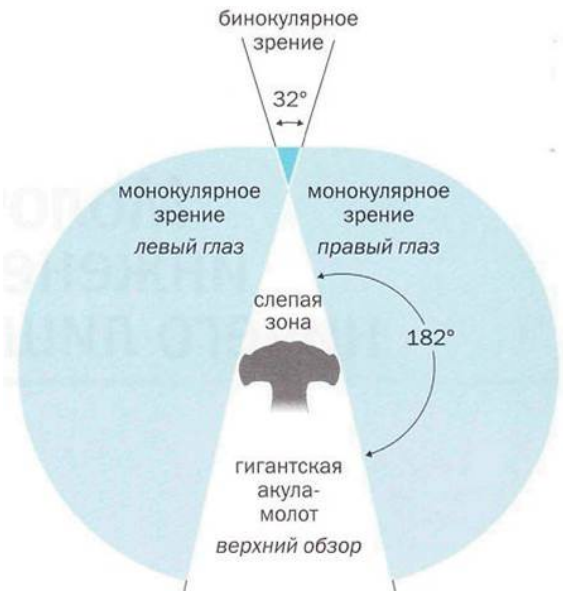 бинокулярное
зрение
32°
монокулярное
зрение
левый глаз
монокулярное
зрение
правый глаз
слепая
зона
182°
гигантская
акула-
молот
верхний обзор